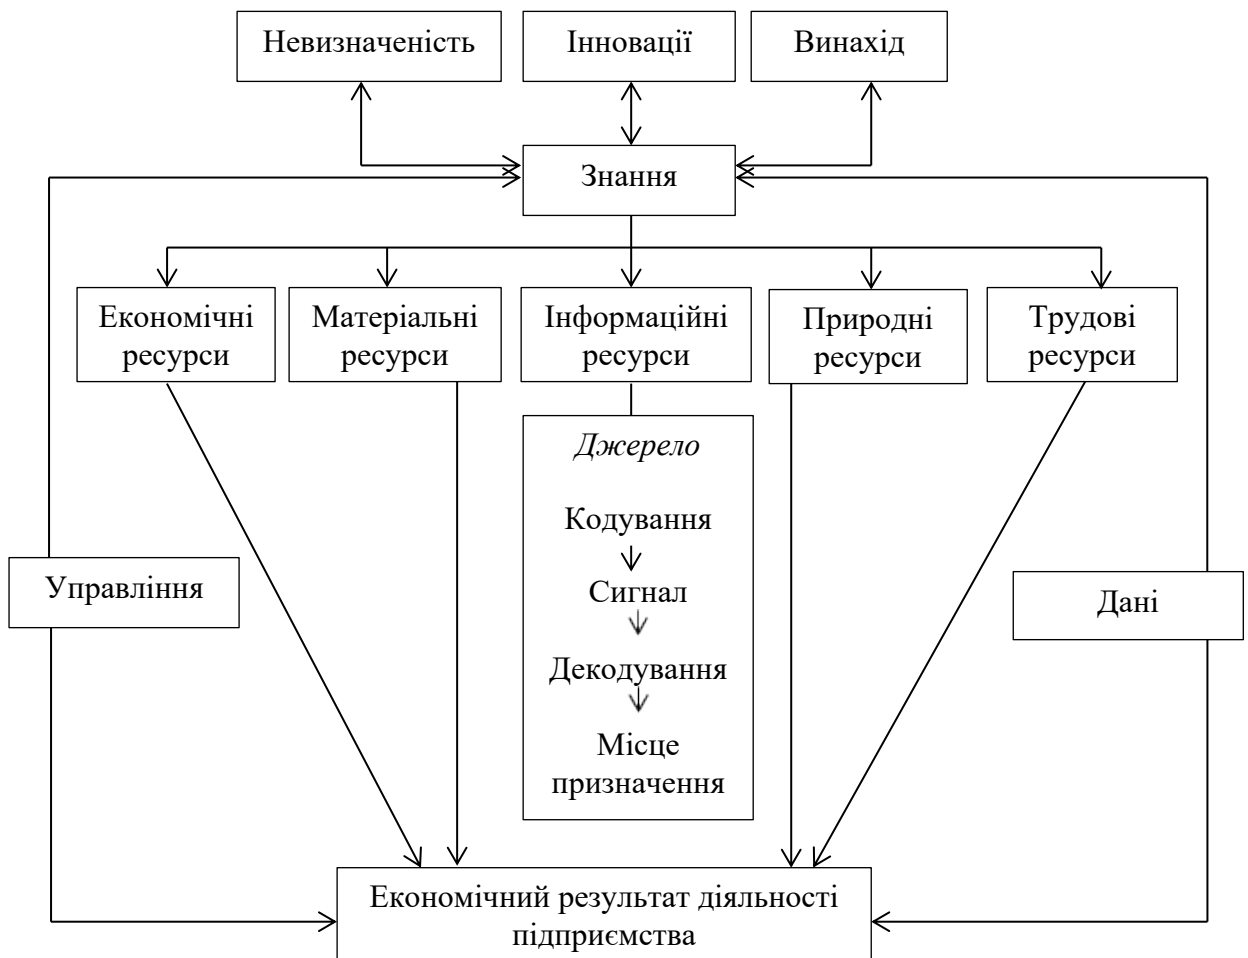 Невизначеність
Інновації
Винахід
Знання
Економічні
ресурси
Матеріальні
ресурси
Інформаційні
ресурси
Природні
ресурси
Трудові
ресурси
Джерело
Кодування
Сигнал
Декодування
Місце
призначення
Управління
Дані
Економічний результат діяльності
підприємства